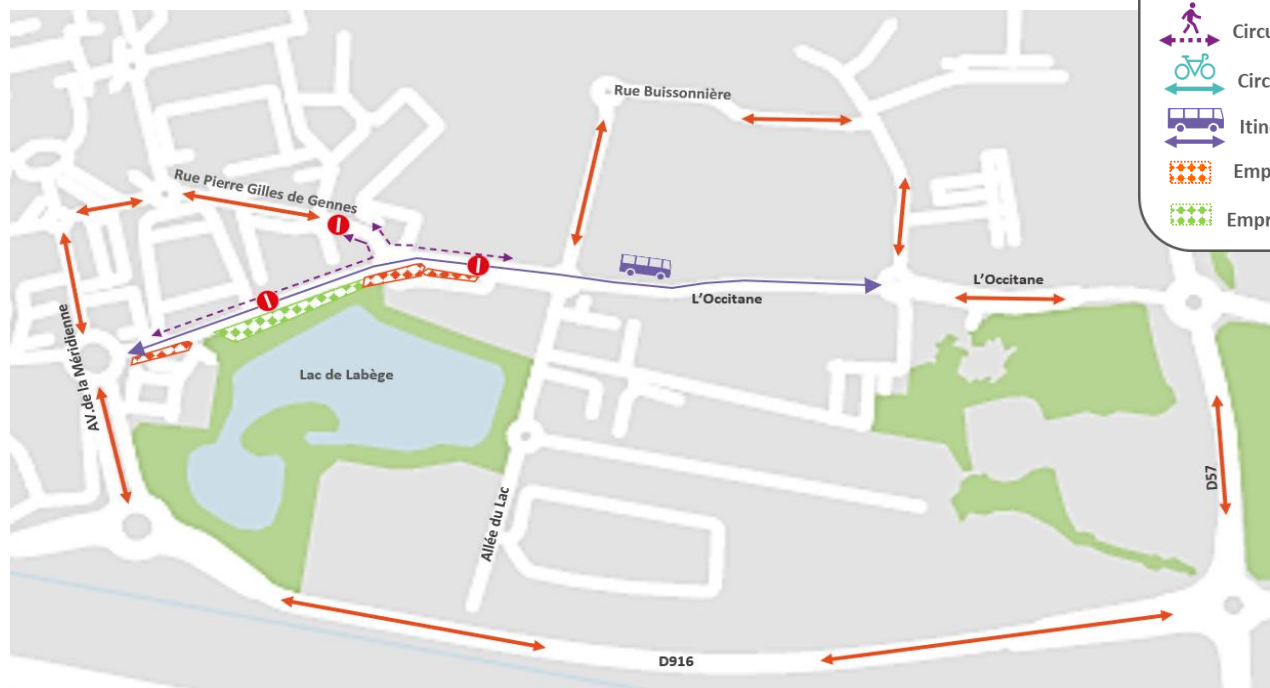 Circu
Circ
Itin
Emp
Empr
Rue Buissonnière
Rue Pierre Gilles de Gennes
L'Occitane
L'Occitane
AV.de la Méridienne
Lac de Labège
D57
Allée du Lac
D916